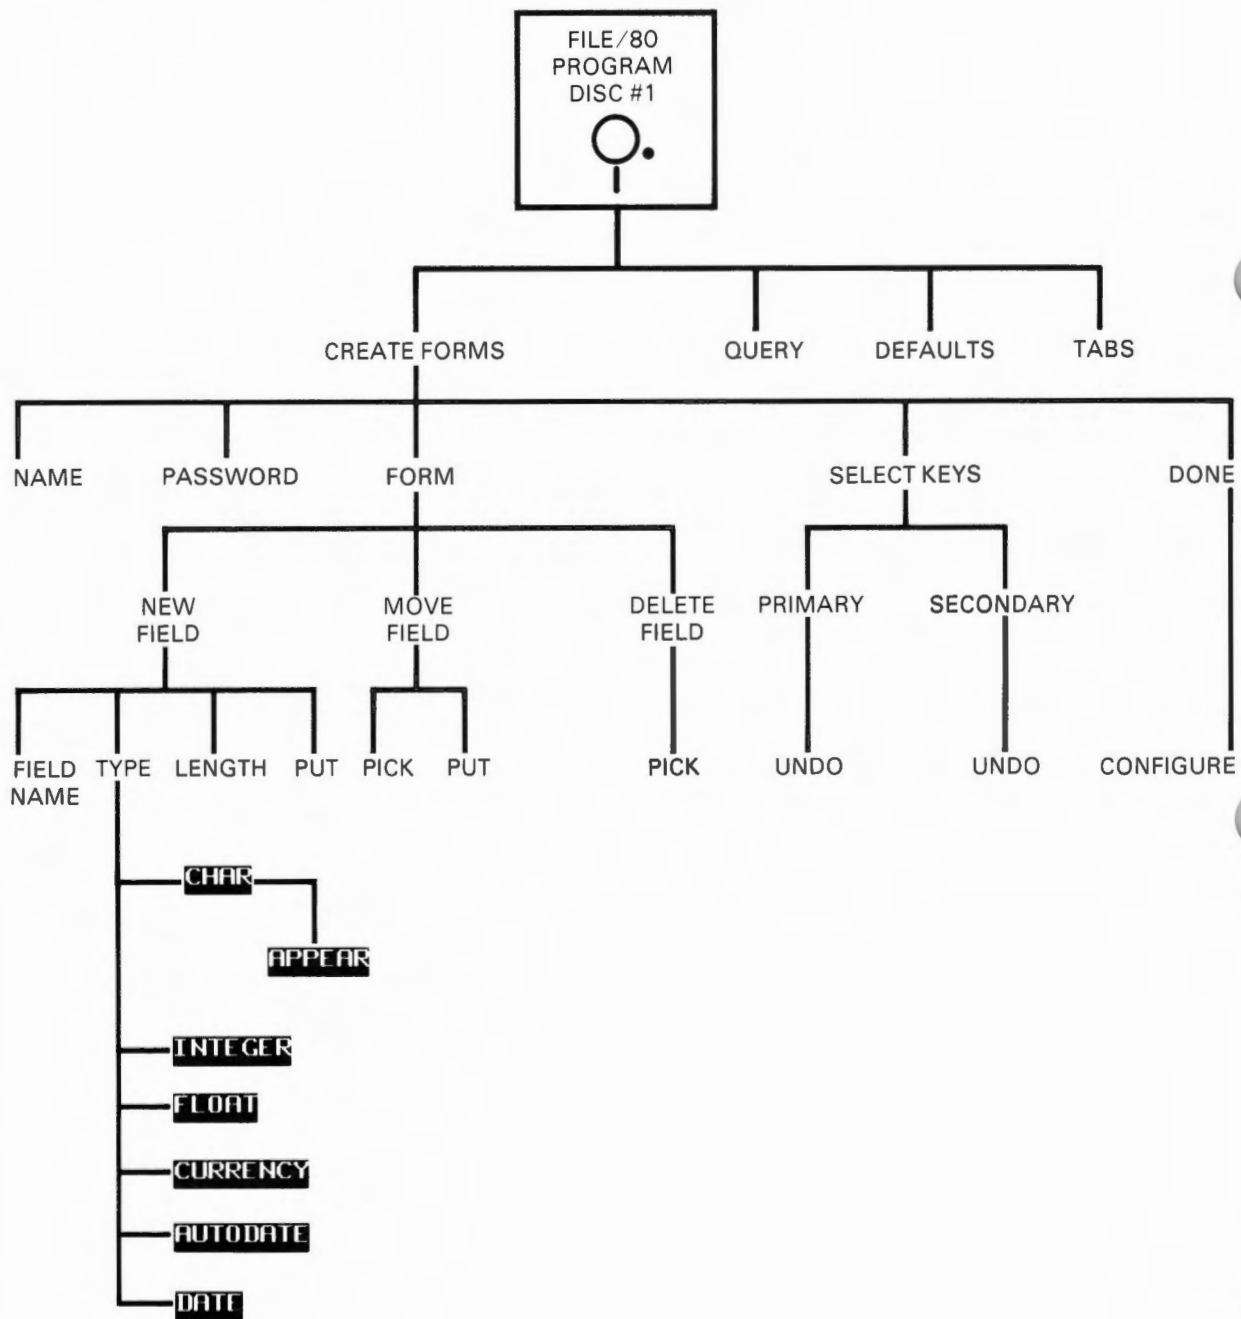 FILE/80
PROGRAM
DISC #1
CREATE FORMS
QUERY
DEFAULTS
TABS
NAME
PASSWORD
FORM
SELECT KEYS
DONE
NEW
FIELD
MOVE
FIELD
DELETE
FIELD
PRIMARY
SECONDARY
FIELD
NAME
TYPE
LENGTH
PUT
PICK
PUT
PICK
UNDO
UNDO
CONFIGURE
CHAR
APPEAR
INTEGER
FLOAT
CURRENCY
AUTODATE
DATE